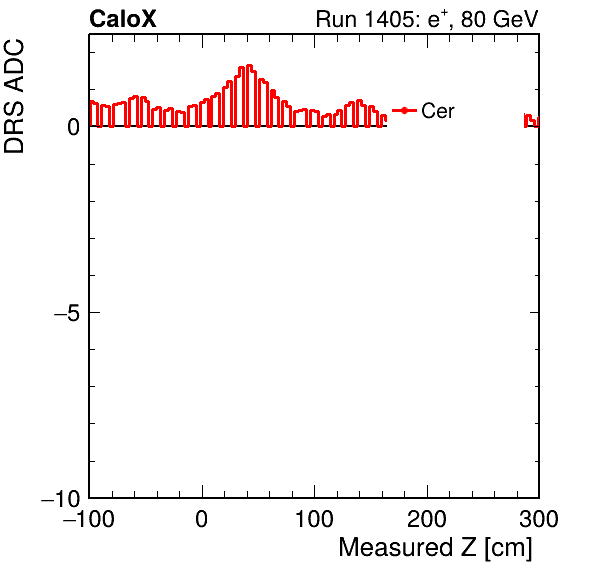 CaloX Run 1405: e⁺, 80 GeV
DRS ADC
Cer
0
−5
−10
−100 0 100 200 300
Measured Z [cm]